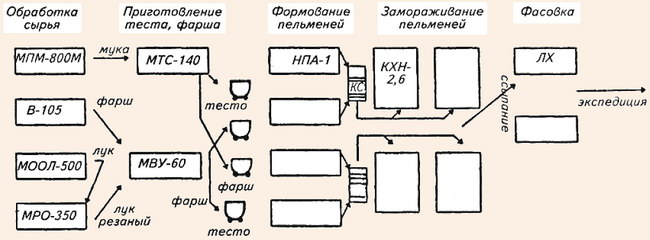 Обработка
сырья
Приготовление
теста, фарша
Формование
пельменей
Замораживание
пельменей
Фасовка
МПМ-800М
мука
МТС-140
НПА-1
КС
КХН-
2,6
ЛХ
тесто
ссыпание
экспедиция
В-105
фарш
МООЛ-500
лук
МВУ-60
фарш
МРО-350
лук
резаный
фарш
тесто